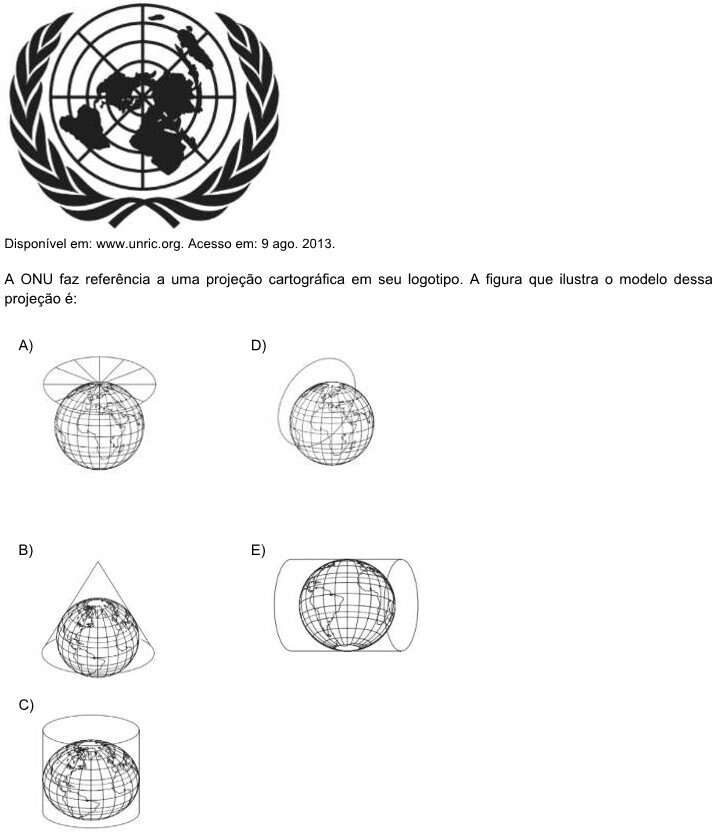 Disponível em: www.unric.org. Acesso em: 9 ago. 2013.
A ONU faz referência a uma projeção cartográfica em seu logotipo. A figura que ilustra o modelo dessa
projeção é:
A)
D)
B)
E)
C)